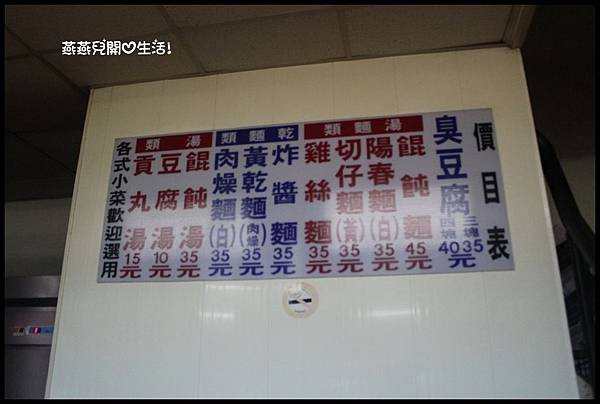 燕燕兒開♡生活!
價目表
臭豆腐 三塊35 四塊40元
湯麵類
餛飩麵45元
陽春麵(白)35元
切仔麵(黃)35元
雞絲麵35元
乾麵類
炸醬麵35元
黃乾麵(肉燥)35元
肉燥麵(白)35元
湯類
餛飩湯35元
豆腐湯10元
貢丸湯15元
各式小菜歡迎選用